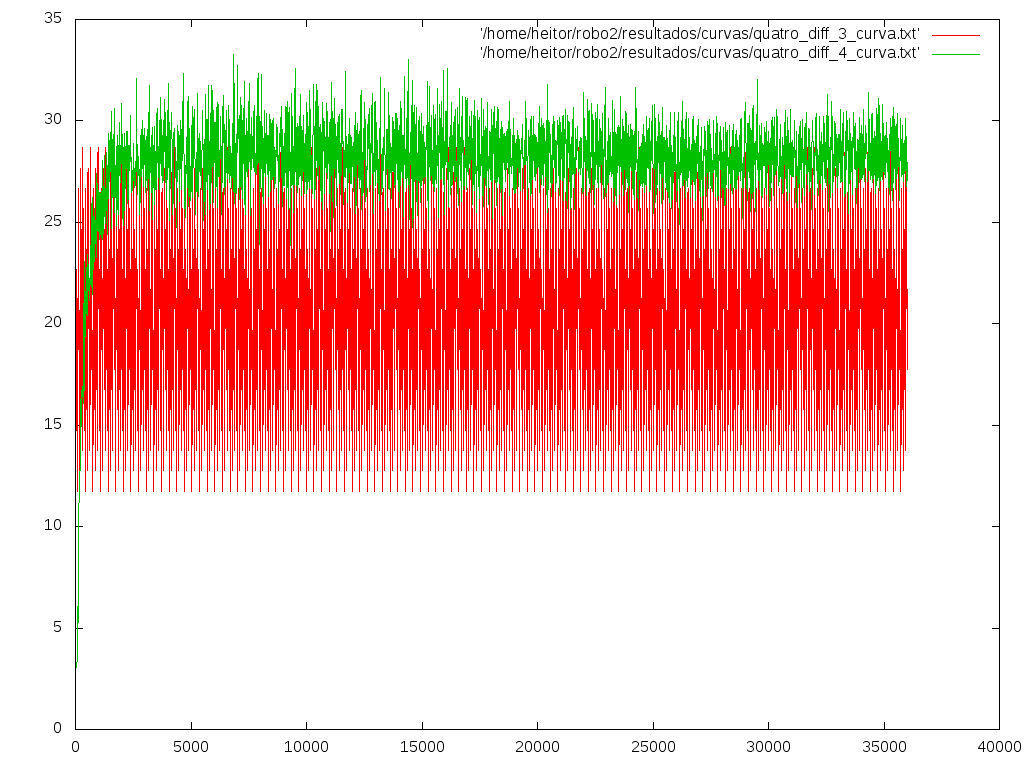 35
'/home/heitor/robo2/resultados/curvas/quatro_diff_3_curva.txt'
'/home/heitor/robo2/resultados/curvas/quatro_diff_4_curva.txt'
30
25
20
15
10
5
0
0 5000 10000 15000 20000 25000 30000 35000 40000